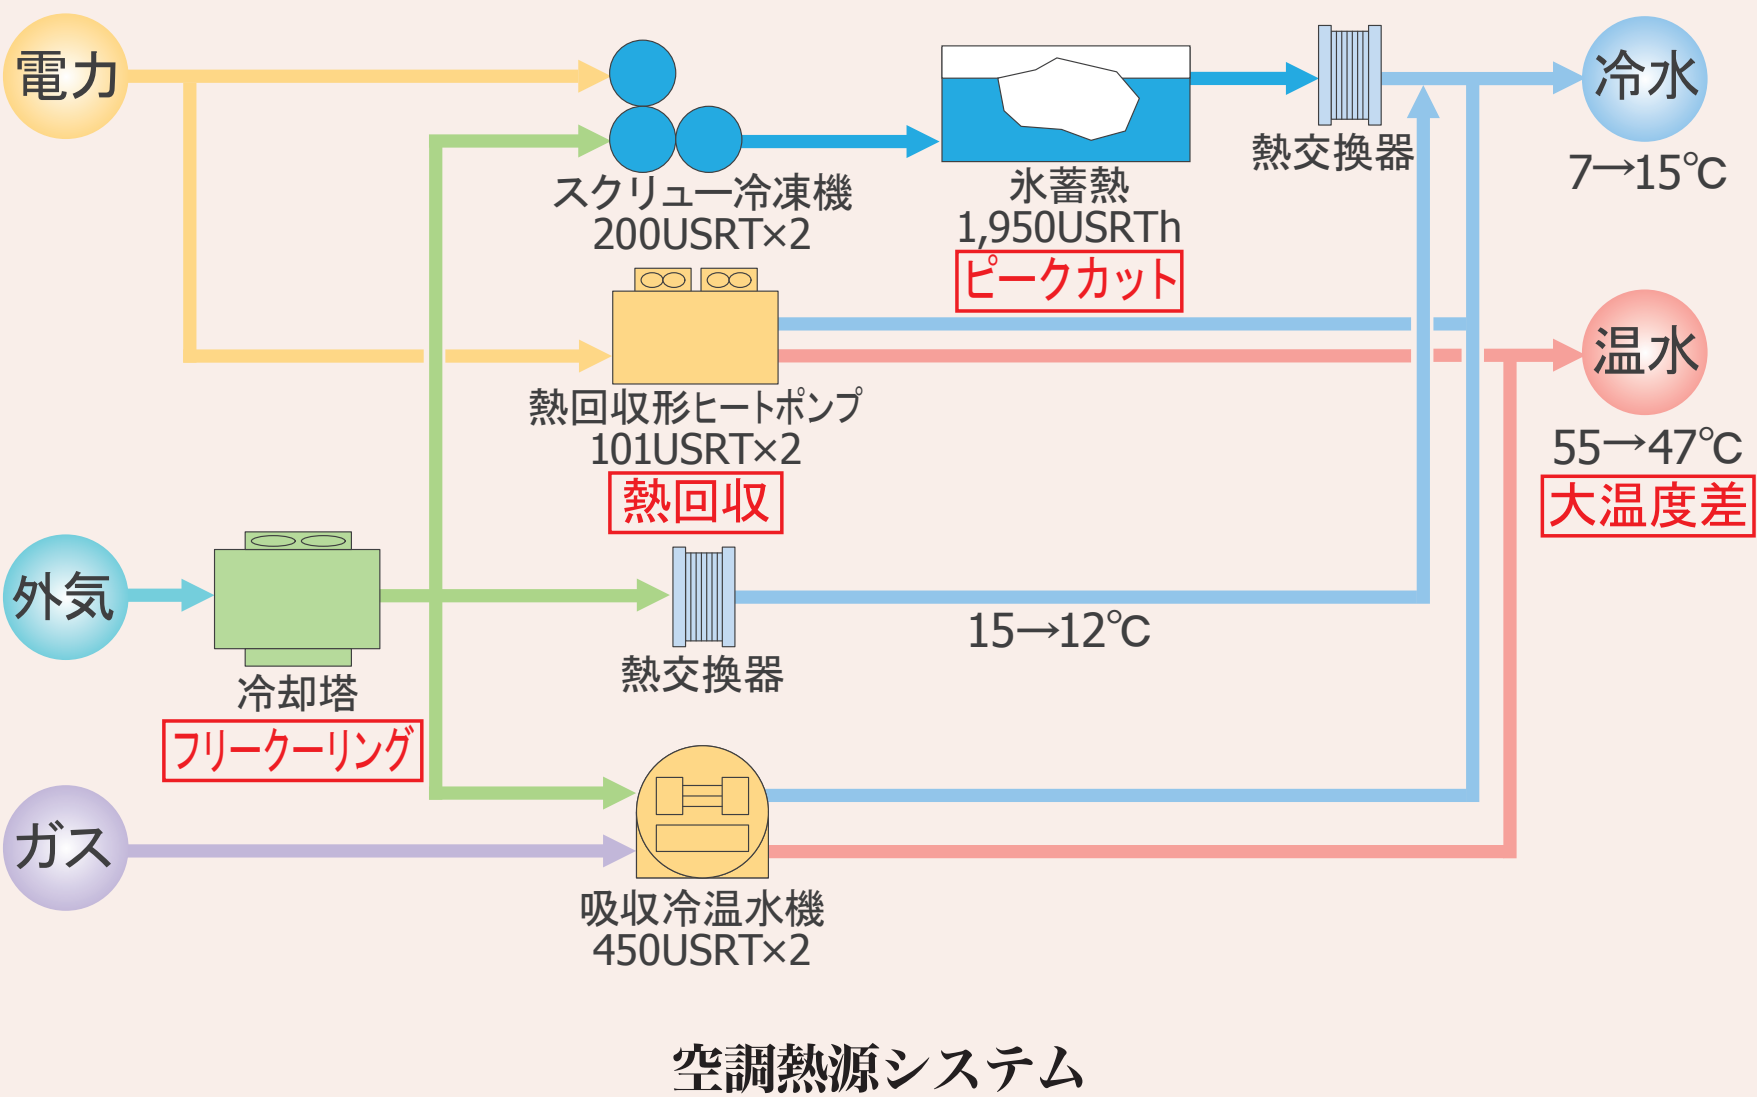 電力
スクリュー冷凍機
200USRT×2
氷蓄熱
1,950USRTh
ピークカット
熱交換器
冷水
7→15℃
熱回収形ヒートポンプ
101USRT×2
熱回収
温水
55→47℃
大温度差
外気
冷却塔
フリークーリング
熱交換器
15→12℃
ガス
吸収冷温水機
450USRT×2
空調熱源システム